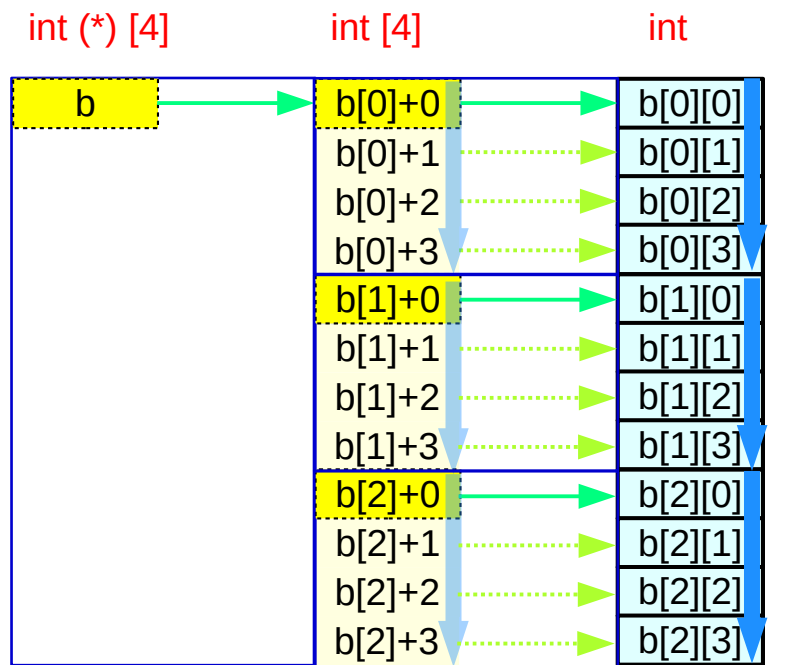 int (*) [4] int [4] int
b b[0]+0 b[0][0]
b[0]+1 b[0][1]
b[0]+2 b[0][2]
b[0]+3 b[0][3]
b[1]+0 b[1][0]
b[1]+1 b[1][1]
b[1]+2 b[1][2]
b[1]+3 b[1][3]
b[2]+0 b[2][0]
b[2]+1 b[2][1]
b[2]+2 b[2][2]
b[2]+3 b[2][3]